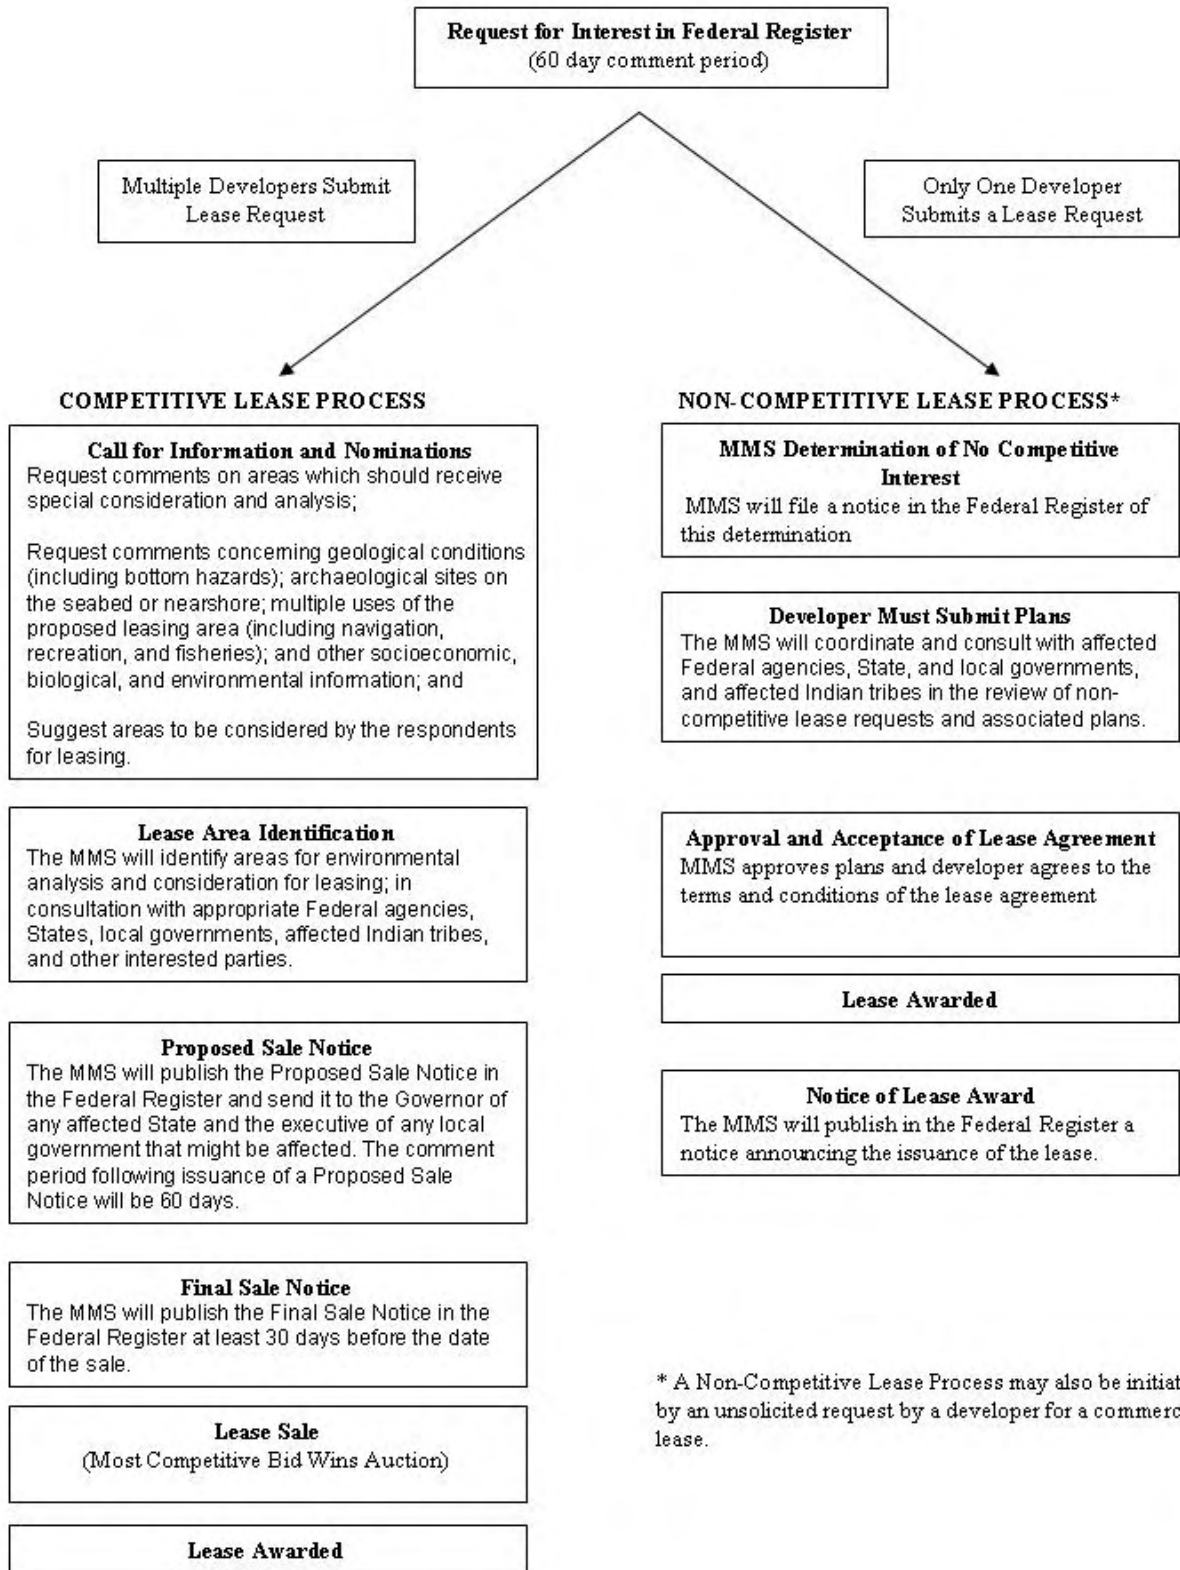 Request for Interest in Federal Register
(60 day comment period)
Multiple Developers Submit
Lease Request
Only One Developer
Submits a Lease Request
COMPETITIVE LEASE PROCESS
Call for Information and Nominations
Request comments on areas which should receive
special consideration and analysis;
Request comments concerning geological conditions
(including bottom hazards); archaeological sites on
the seabed or nearshore; multiple uses of the
proposed leasing area (including navigation,
recreation, and fisheries); and other socioeconomic,
biological, and environmental information; and
Suggest areas to be considered by the respondents
for leasing.
Lease Area Identification
The MMS will identify areas for environmental
analysis and consideration for leasing; in
consultation with appropriate Federal agencies,
States, local governments, affected Indian tribes,
and other interested parties.
Proposed Sale Notice
The MMS will publish the Proposed Sale Notice in
the Federal Register and send it to the Governor of
any affected State and the executive of any local
government that might be affected. The comment
period following issuance of a Proposed Sale
Notice will be 60 days.
Final Sale Notice
The MMS will publish the Final Sale Notice in the
Federal Register at least 30 days before the date
of the sale.
Lease Sale
(Most Competitive Bid Wins Auction)
Lease Awarded
NON-COMPETITIVE LEASE PROCESS*
MMS Determination of No Competitive
Interest
MMS will file a notice in the Federal Register of
this determination
Developer Must Submit Plans
The MMS will coordinate and consult with affected
Federal agencies, State, and local governments,
and affected Indian tribes in the review of non-
competitive lease requests and associated plans.
Approval and Acceptance of Lease Agreement
MMS approves plans and developer agrees to the
terms and conditions of the lease agreement
Lease Awarded
Notice of Lease Award
The MMS will publish in the Federal Register a
notice announcing the issuance of the lease.
* A Non-Competitive Lease Process may also be initiat
by an unsolicited request by a developer for a commerc
lease.